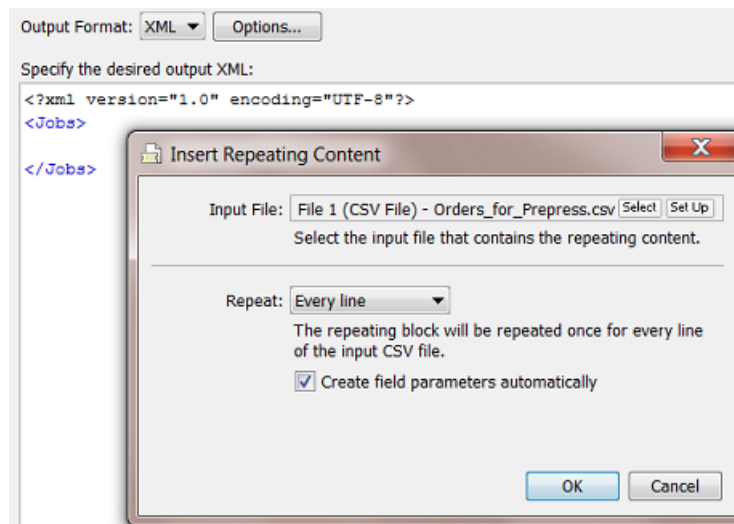 Output Format: XML Options...
Specify the desired output XML:
<?xml version="1.0" encoding="UTF-8"?>
<Jobs>
</Jobs>
Insert Repeating Content
Input File: File 1 (CSV File) - Orders_for_Prepress.csv Select Set Up
Select the input file that contains the repeating content.
Repeat: Every line
The repeating block will be repeated once for every line
of the input CSV file.
Create field parameters automatically
OK Cancel